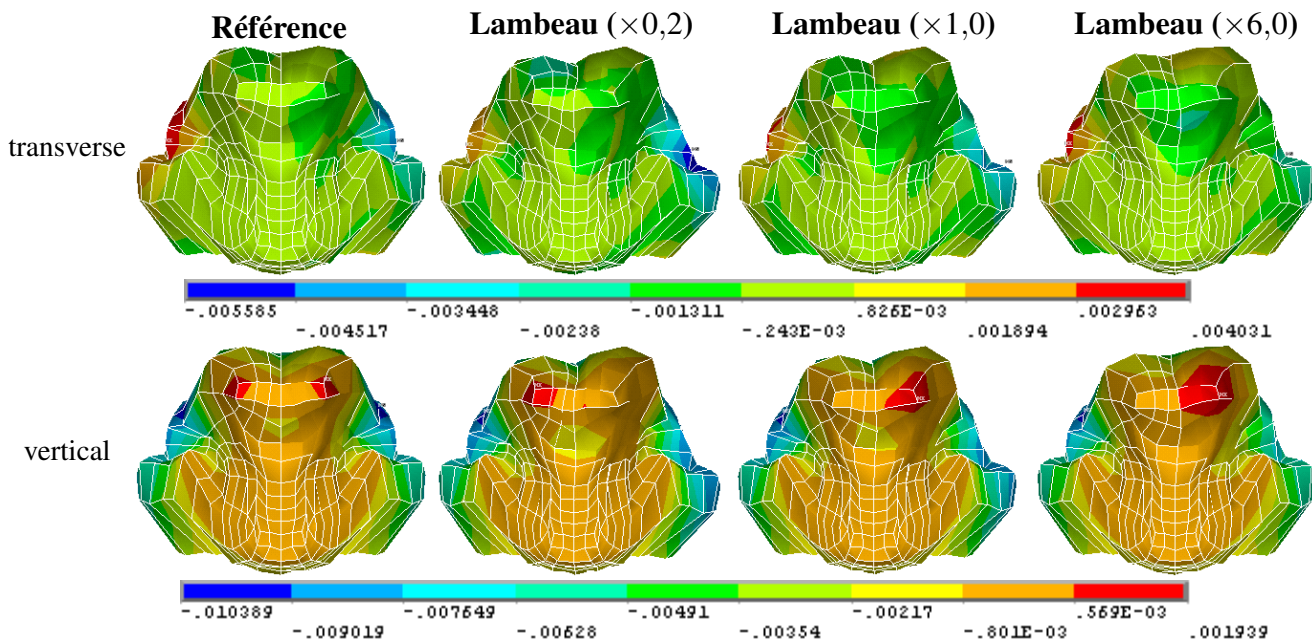 Référence Lambeau (×0,2) Lambeau (×1,0) Lambeau (×6,0)
transverse
-.005585 -.003448 -.001311 .825E-03 .002963
-.004517 -.00238 -.243E-03 .001894 .004031
vertical
-.010389 -.007649 -.00491 -.00217 .569E-03
-.009019 -.00628 -.00354 -.801E-03 .001939